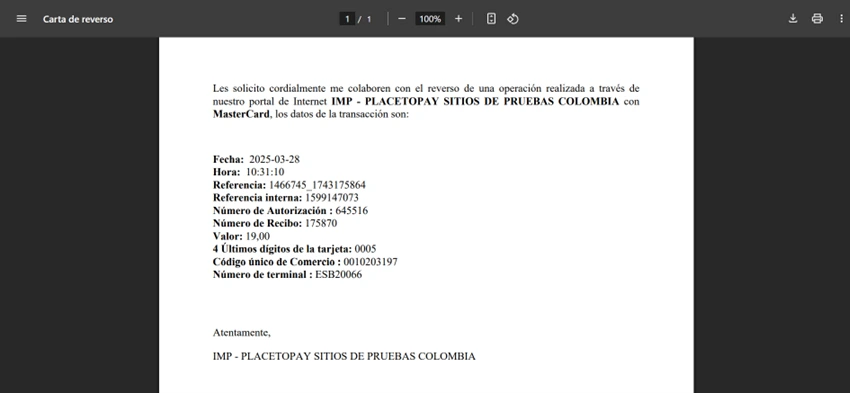 Carta de reverso
1 / 1
100%
Les solicito cordialmente me colaboren con el reverso de una operación realizada a través de
nuestro portal de Internet IMP - PLACETOPAY SITIOS DE PRUEBAS COLOMBIA con
MasterCard, los datos de la transacción son:
Fecha: 2025-03-28
Hora: 10:31:10
Referencia: 1466745_1743175864
Referencia interna: 1599147073
Número de Autorización : 645516
Número de Recibo: 175870
Valor: 19,00
4 Últimos dígitos de la tarjeta: 0005
Código único de Comercio : 0010203197
Número de terminal : ESB20066
Atentamente,
IMP - PLACETOPAY SITIOS DE PRUEBAS COLOMBIA